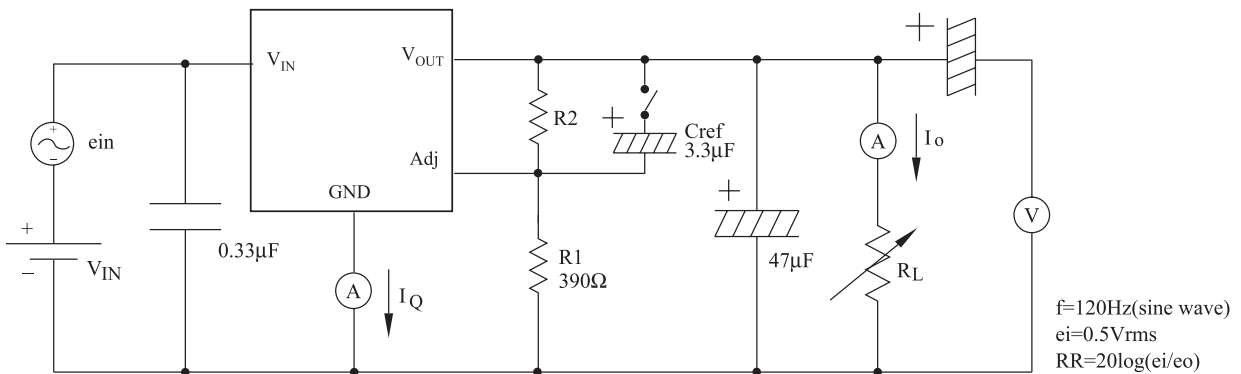 V_IN
V_OUT
Adj
GND
+
−
ein
+
−
V_IN
0.33μF
A
I_Q
R2
R1
390Ω
+
Cref
3.3μF
+
47μF
A
I_o
R_L
+
V
f=120Hz(sine wave)
ei=0.5Vrms
RR=20log(ei/eo)